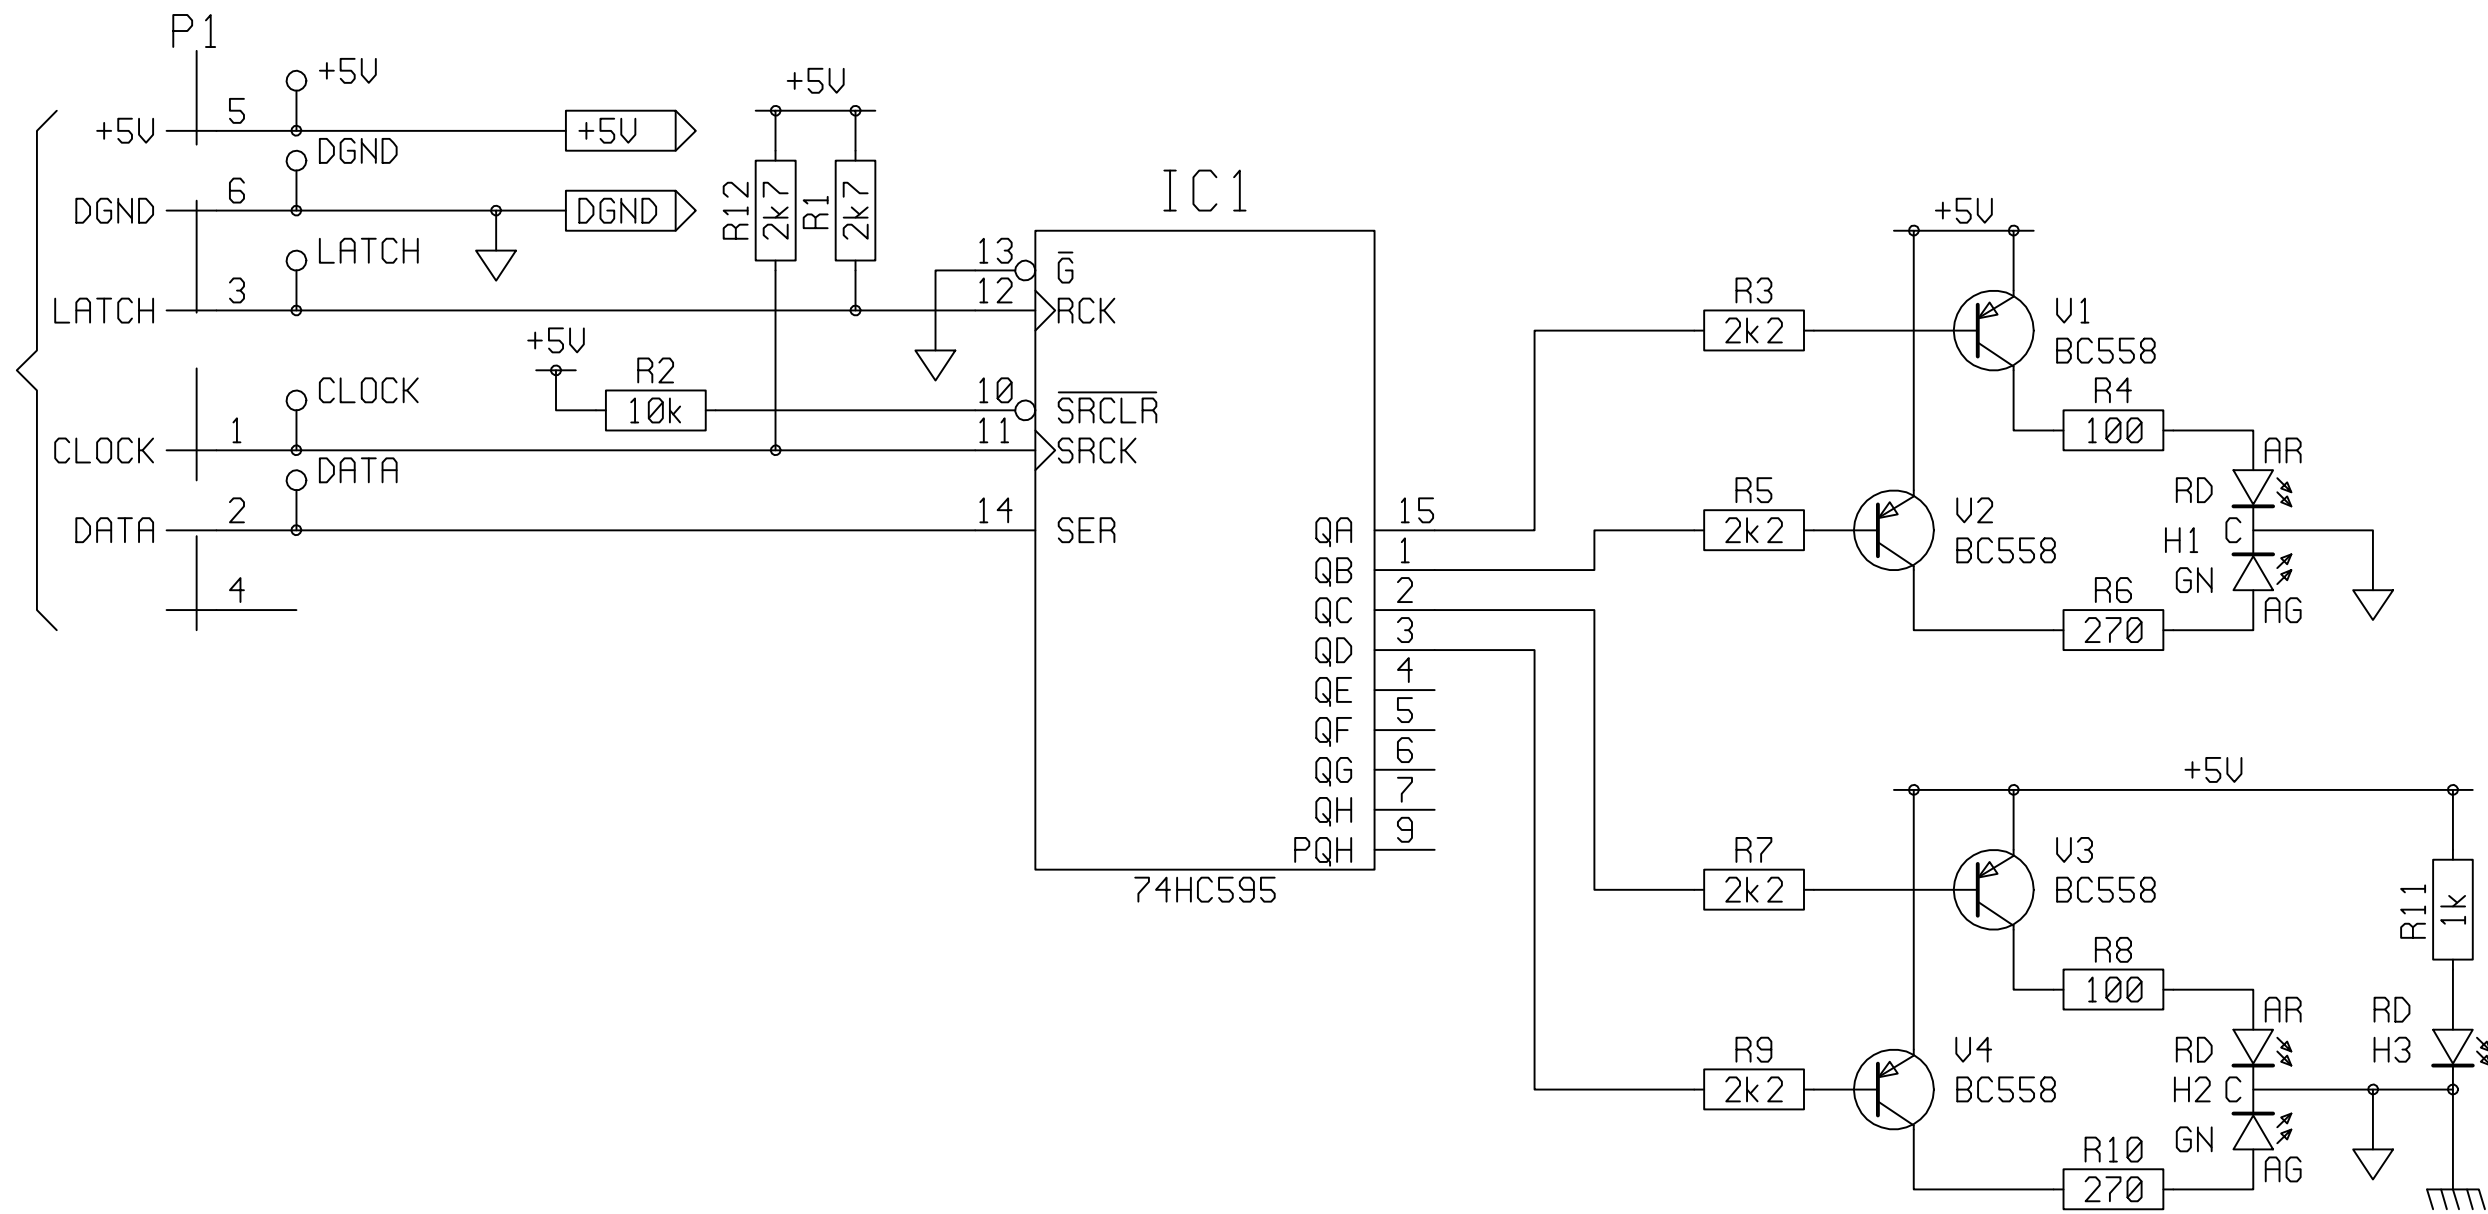 P1
+5V
5
+5V
+5V
DGND
6
DGND
DGND
LATCH
3
LATCH
CLOCK
1
CLOCK
DATA
2
DATA
4
+5V
R12
2k7
R1
2k7
+5V
R2
10k
IC1
13
G̅
12
RCK
10
S̅R̅C̅L̅R̅
11
SRCK
14
SER
QA
15
QB
1
QC
2
QD
3
QE
4
QF
5
QG
6
QH
7
PQH
9
74HC595
+5V
R3
2k2
V1
BC558
R4
100
R5
2k2
V2
BC558
AR
RD
C
H1
GN
AG
R6
270
+5V
R7
2k2
V3
BC558
R11
1k
R8
100
R9
2k2
V4
BC558
AR
RD
H2 C
GN
AG
RD
H3
R10
270